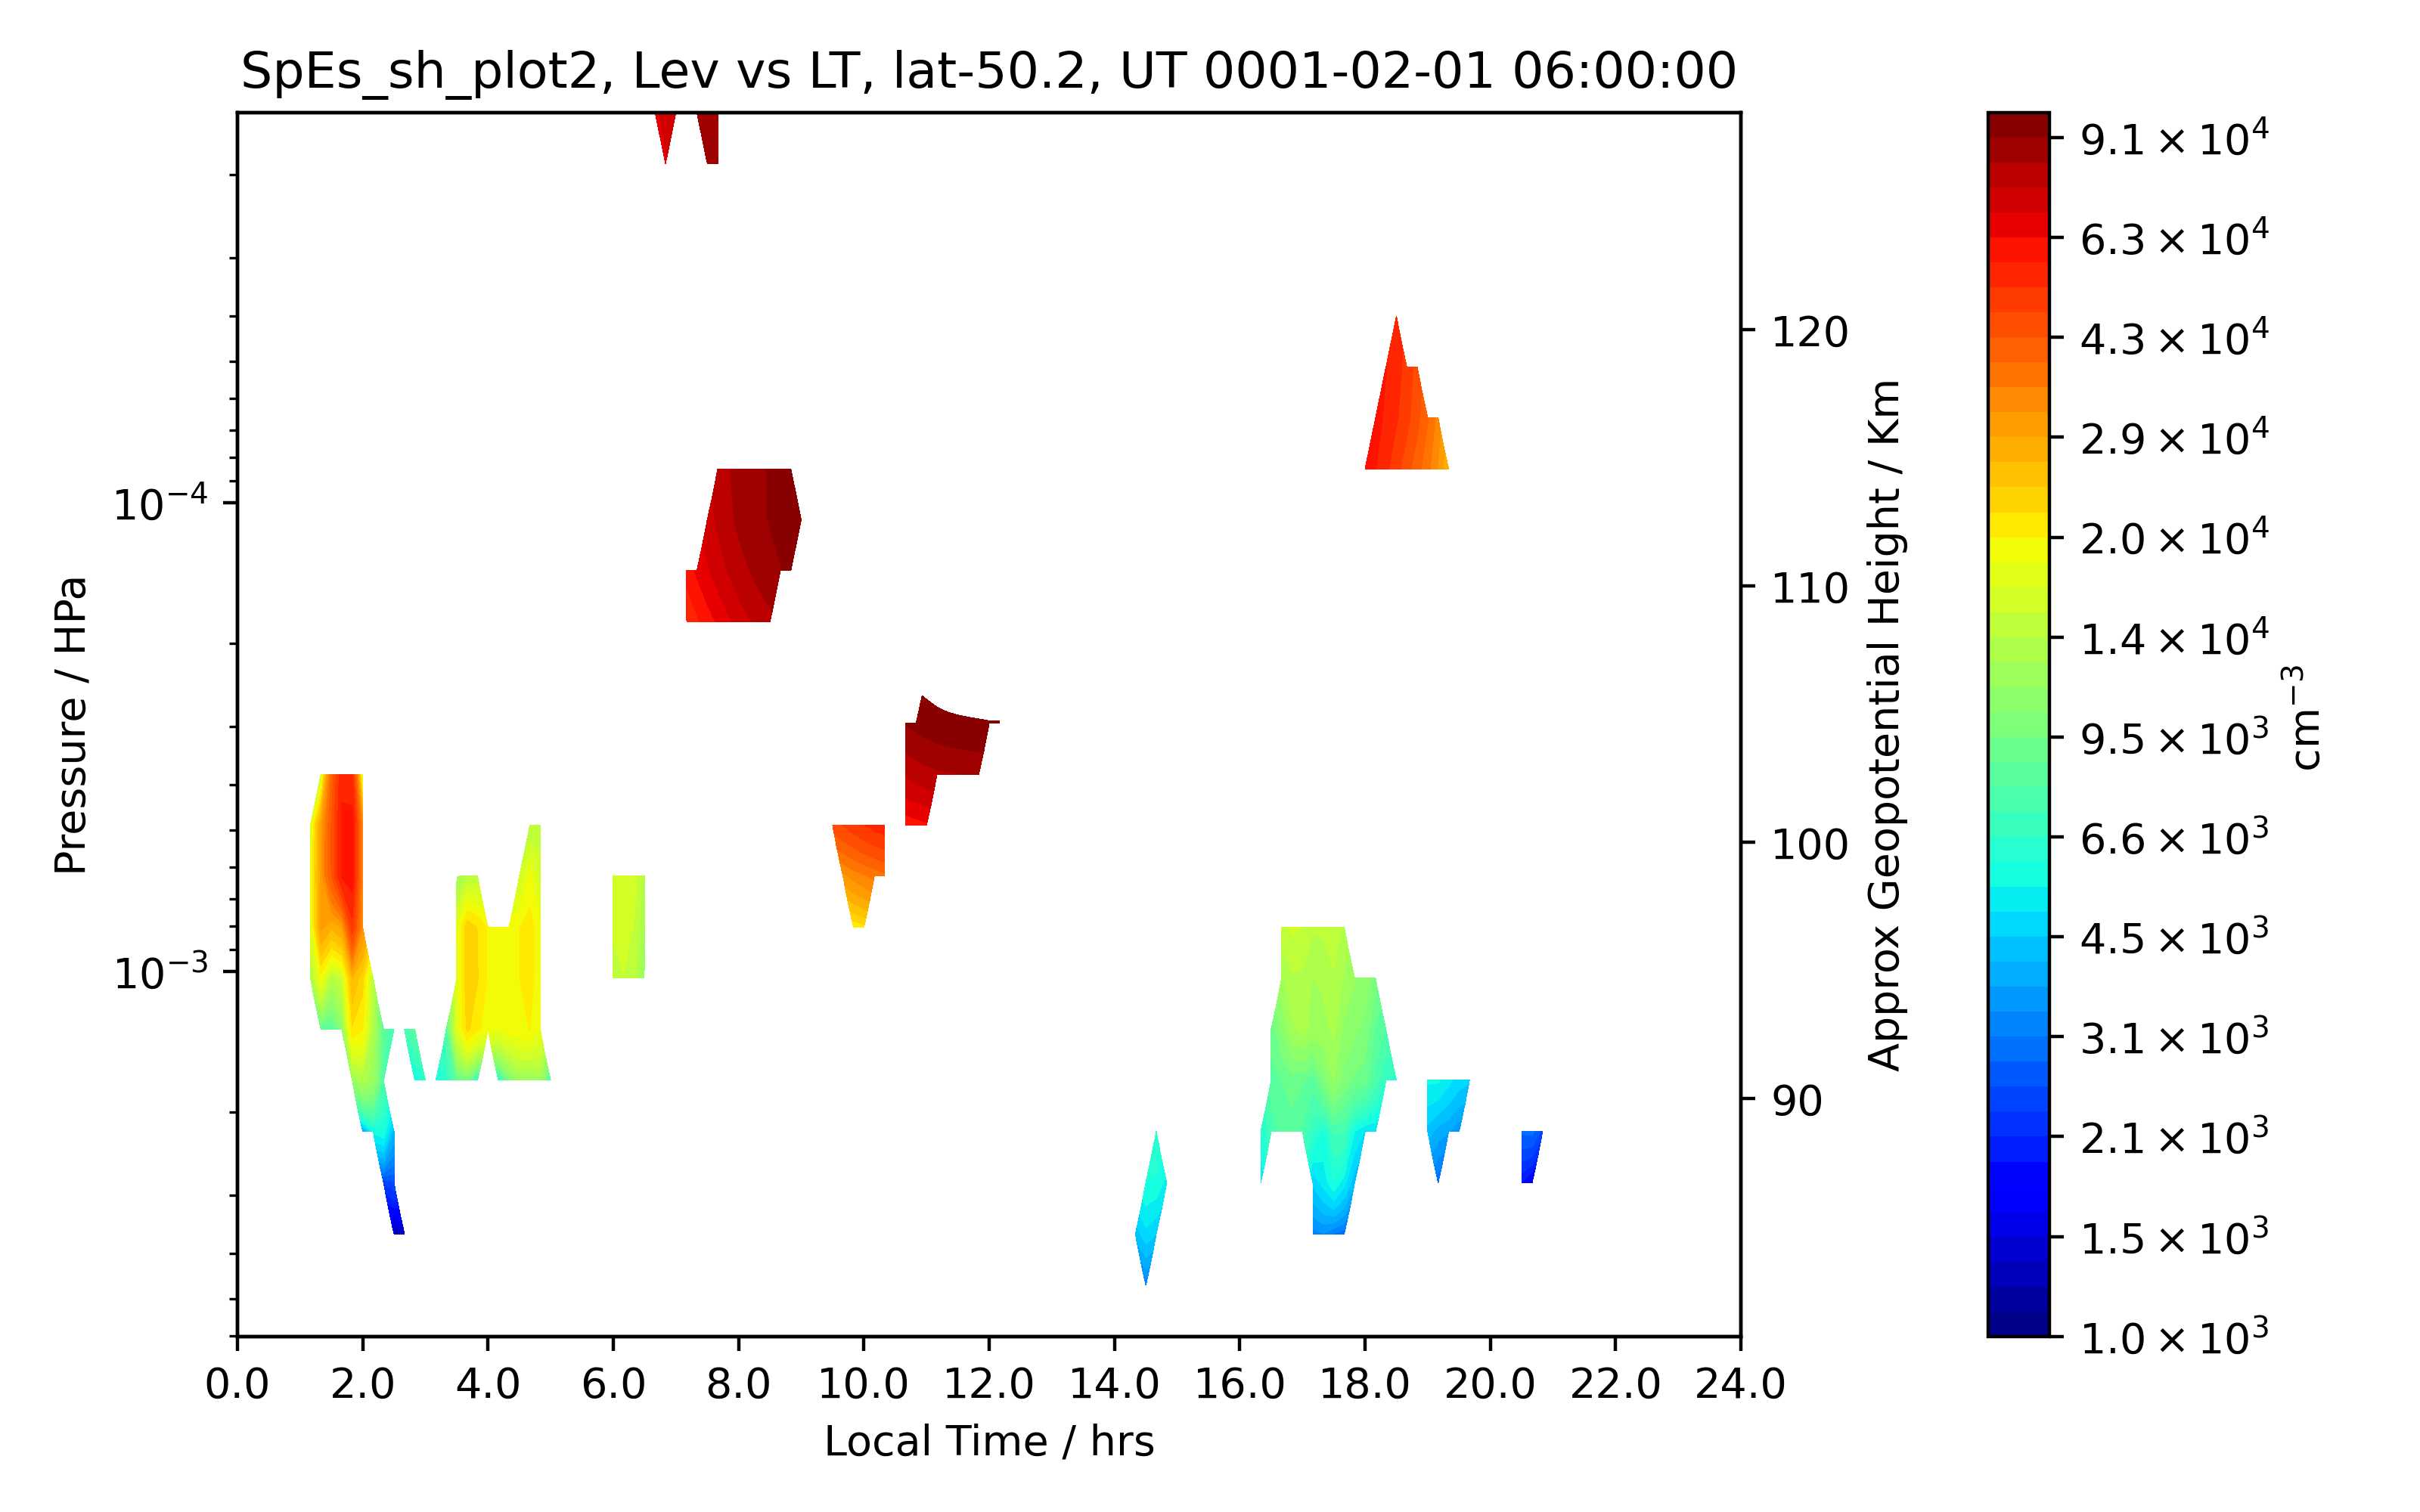 SpEs_sh_plot2, Lev vs LT, lat-50.2, UT 0001-02-01 06:00:00
Pressure / HPa
10⁻⁴
10⁻³
0.0 2.0 4.0 6.0 8.0 10.0 12.0 14.0 16.0 18.0 20.0 22.0 24.0
Local Time / hrs
120
110
100
90
Approx Geopotential Height / Km
9.1 × 10⁴
6.3 × 10⁴
4.3 × 10⁴
2.9 × 10⁴
2.0 × 10⁴
1.4 × 10⁴
9.5 × 10³
6.6 × 10³
4.5 × 10³
3.1 × 10³
2.1 × 10³
1.5 × 10³
1.0 × 10³
cm⁻³